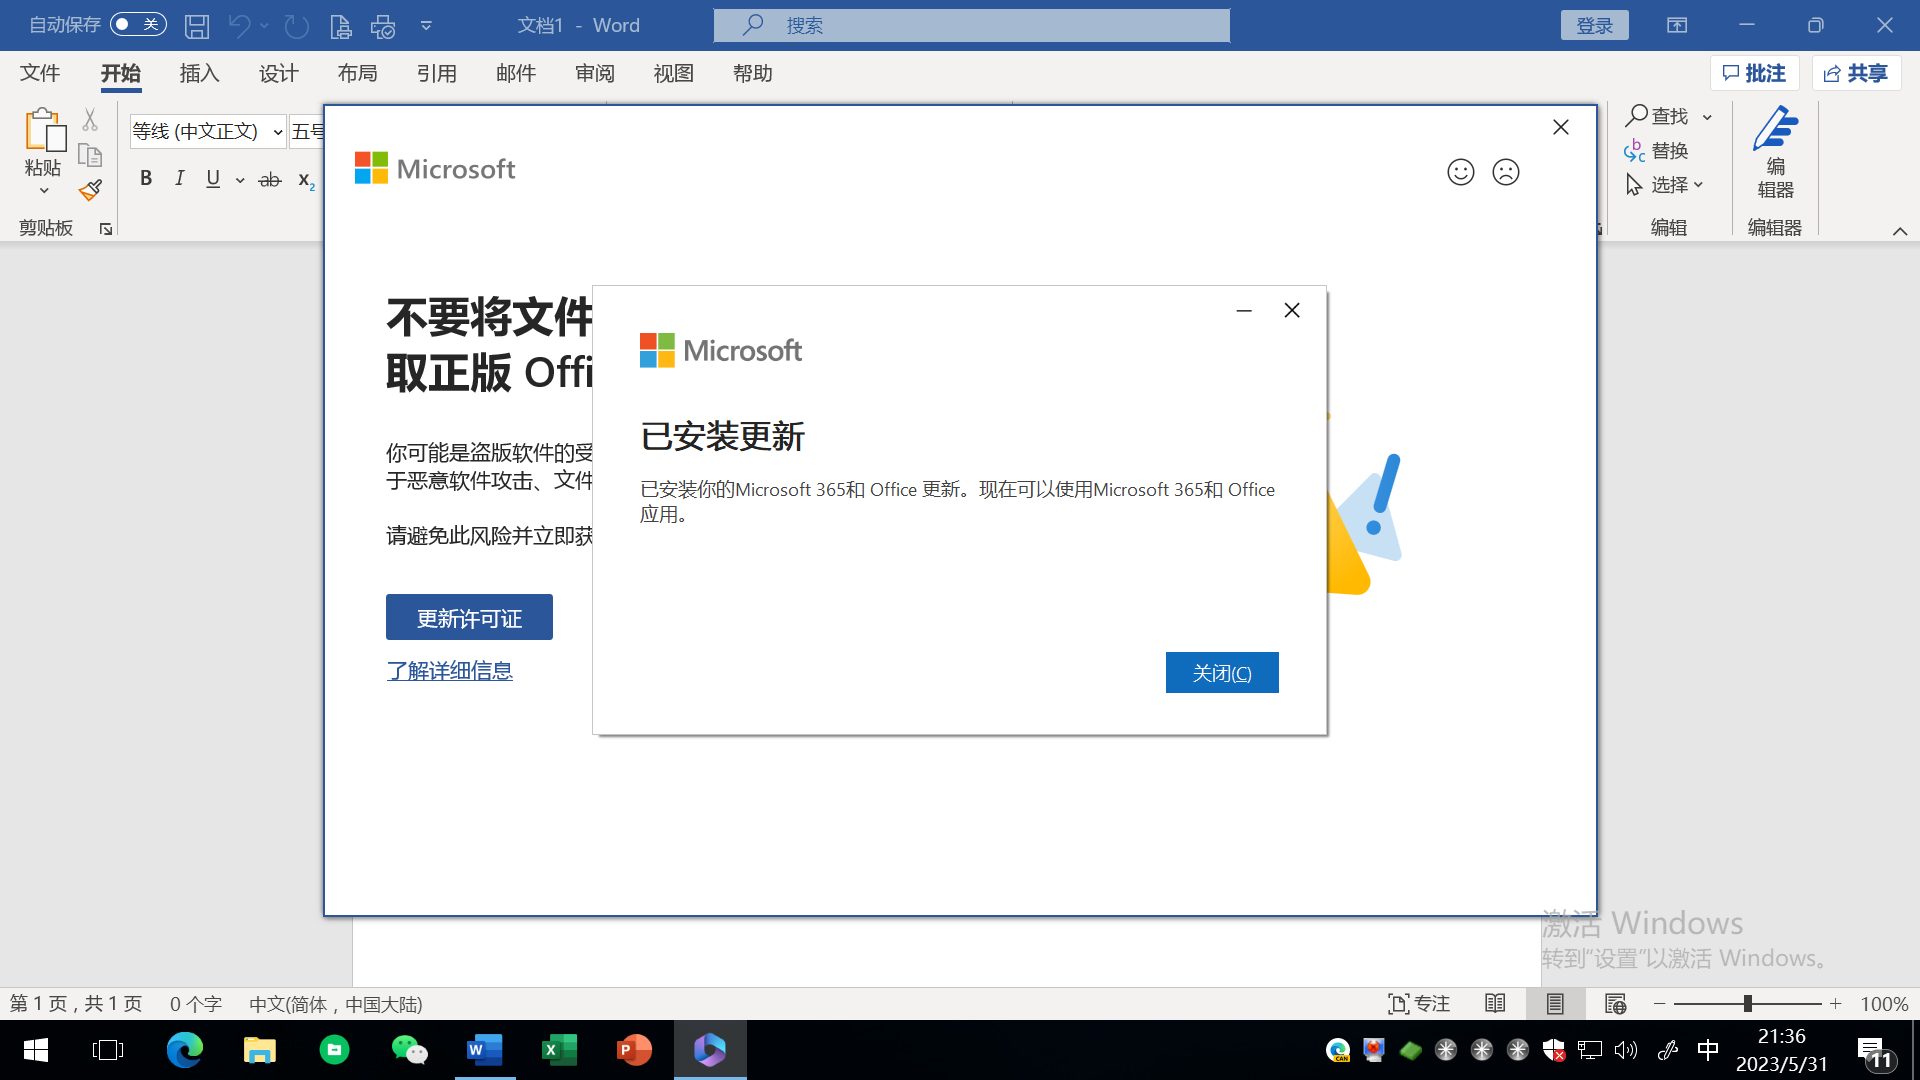 自动保存 关 文档1 - Word 搜索 登录
文件 开始 插入 设计 布局 引用 邮件 审阅 视图 帮助 批注 共享
粘贴
剪贴板
等线 (中文正文) 五号
B I U ab x₂
查找
替换
选择
编辑
编
辑器
编辑器
Microsoft
不要将文件
取正版 Offi
你可能是盗版软件的受
于恶意软件攻击、文件
请避免此风险并立即获
更新许可证
了解详细信息
Microsoft
已安装更新
已安装你的Microsoft 365和 Office 更新。现在可以使用Microsoft 365和 Office
应用。
关闭(C)
激活 Windows
转到"设置"以激活 Windows。
第 1 页，共 1 页 0 个字 中文(简体，中国大陆) 专注 100%
中 21:36
2023/5/31
11